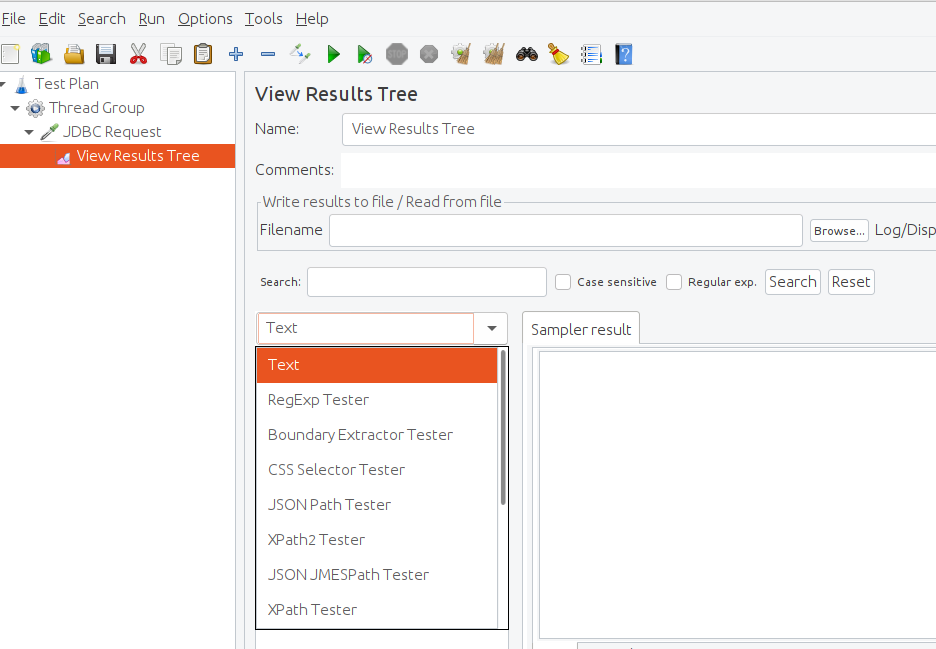 File Edit Search Run Options Tools Help
STOP
Test Plan
Thread Group
JDBC Request
View Results Tree
View Results Tree
Name: View Results Tree
Comments:
Write results to file / Read from file
Filename Browse... Log/Disp
Search: Case sensitive Regular exp. Search Reset
Text
Sampler result
Text
RegExp Tester
Boundary Extractor Tester
CSS Selector Tester
JSON Path Tester
XPath2 Tester
JSON JMESPath Tester
XPath Tester